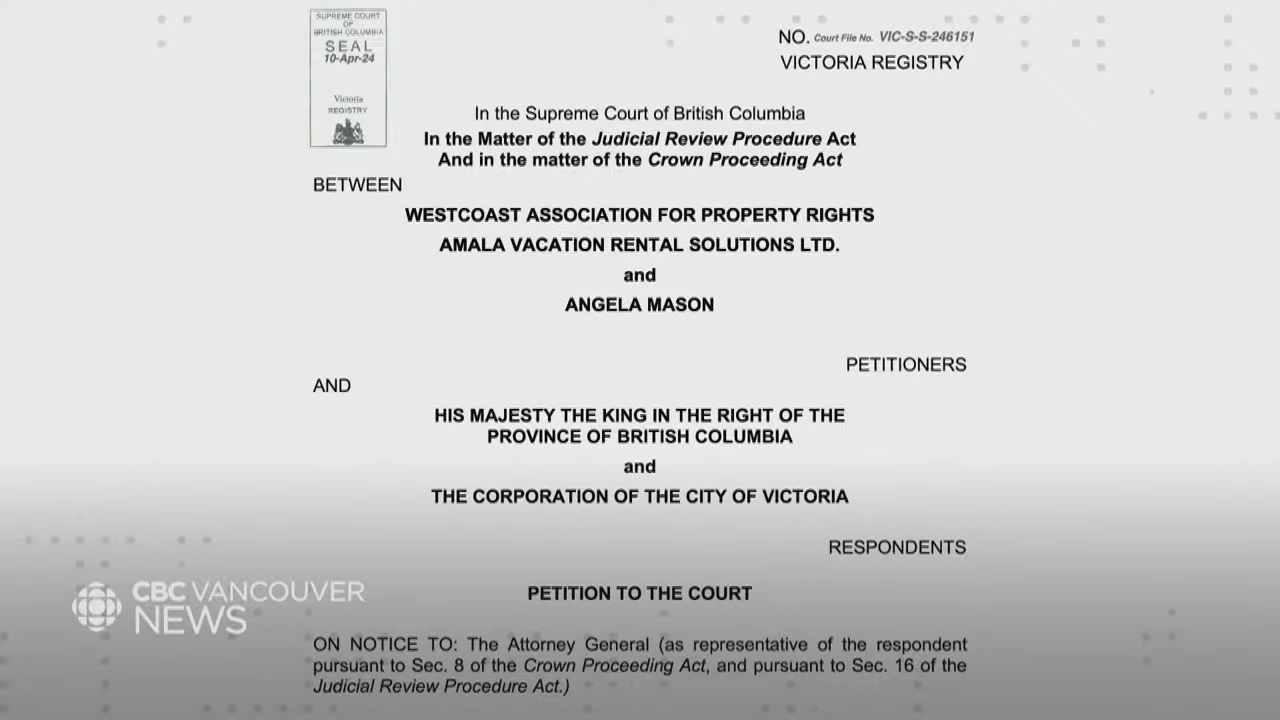 SUPREME COURT
OF
BRITISH COLUMBIA
SEAL
10-Apr-24
Victoria
REGISTRY
NO. Court File No. VIC-S-S-246151
VICTORIA REGISTRY
In the Supreme Court of British Columbia
In the Matter of the Judicial Review Procedure Act
And in the matter of the Crown Proceeding Act
BETWEEN
WESTCOAST ASSOCIATION FOR PROPERTY RIGHTS
AMALA VACATION RENTAL SOLUTIONS LTD.
and
ANGELA MASON
PETITIONERS
AND
HIS MAJESTY THE KING IN THE RIGHT OF THE
PROVINCE OF BRITISH COLUMBIA
and
THE CORPORATION OF THE CITY OF VICTORIA
RESPONDENTS
PETITION TO THE COURT
ON NOTICE TO: The Attorney General (as representative of the respondent
pursuant to Sec. 8 of the Crown Proceeding Act, and pursuant to Sec. 16 of the
Judicial Review Procedure Act.)
CBC VANCOUVER
NEWS